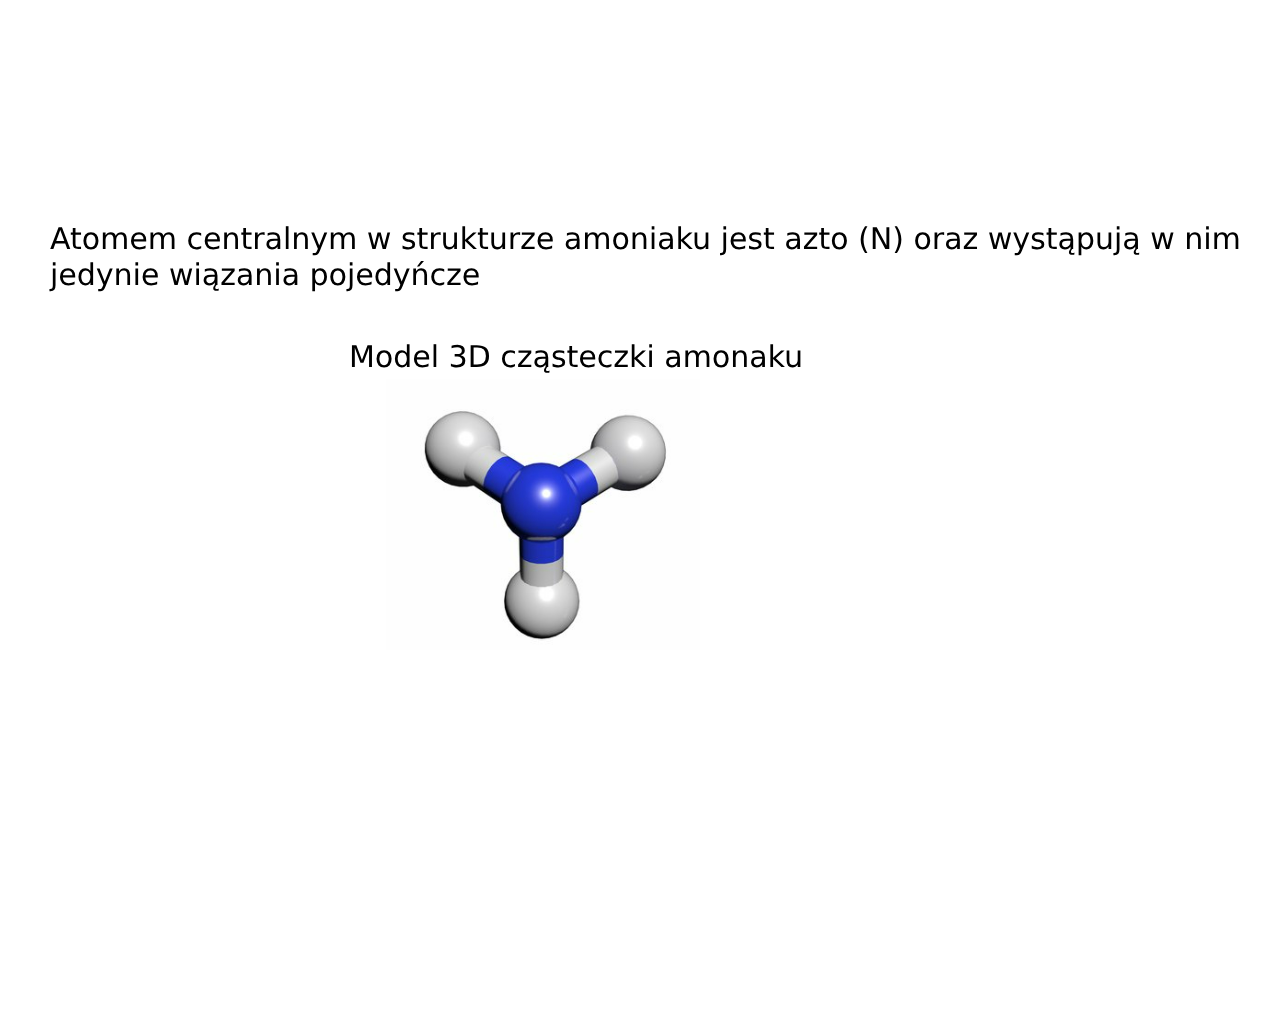 Atomem centralnym w strukturze amoniaku jest azto (N) oraz wystąpują w nim
jedynie wiązania pojedyńcze
Model 3D cząsteczki amonaku